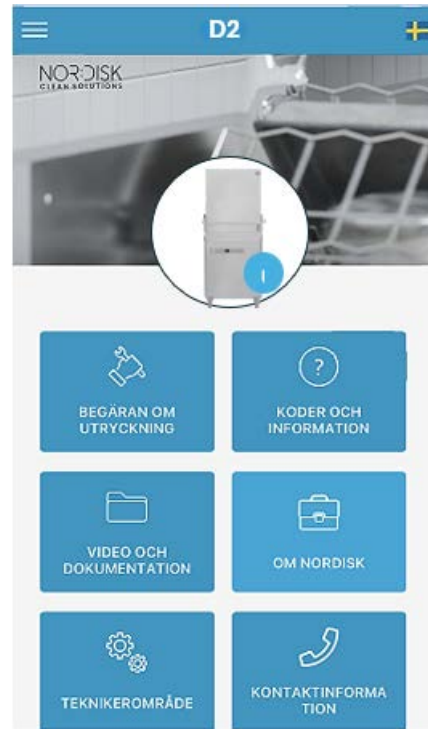 D2
NORDISK
CLEAN SOLUTIONS
BEGÄRAN OM
UTRYCKNING
?
KODER OCH
INFORMATION
VIDEO OCH
DOKUMENTATION
OM NORDISK
TEKNIKEROMRÅDE
KONTAKTINFORMA
TION